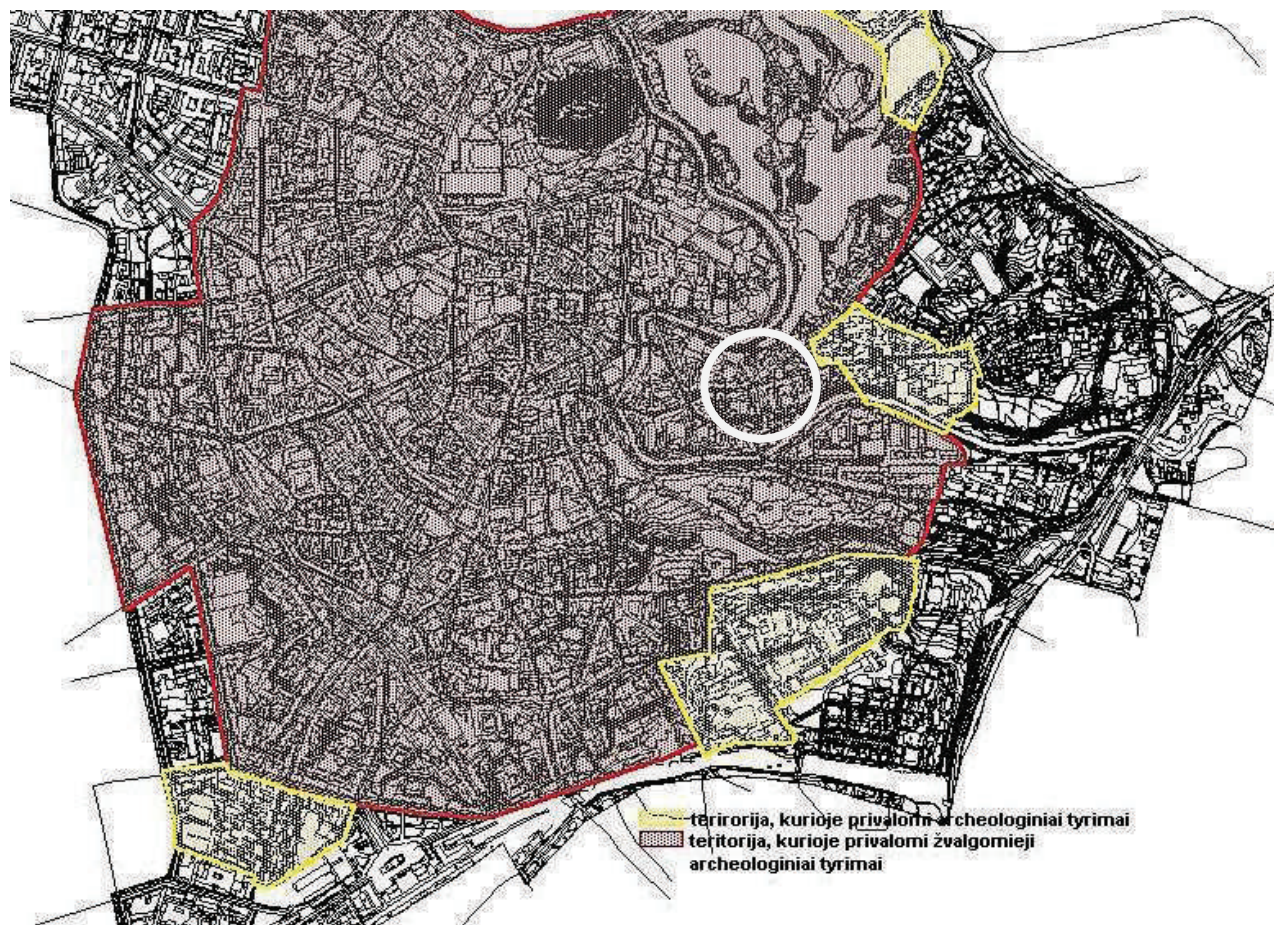 terirorija, kurioje privalomi archeologiniai tyrimai
teritorija, kurioje privalomi žvalgomieji
archeologiniai tyrimai